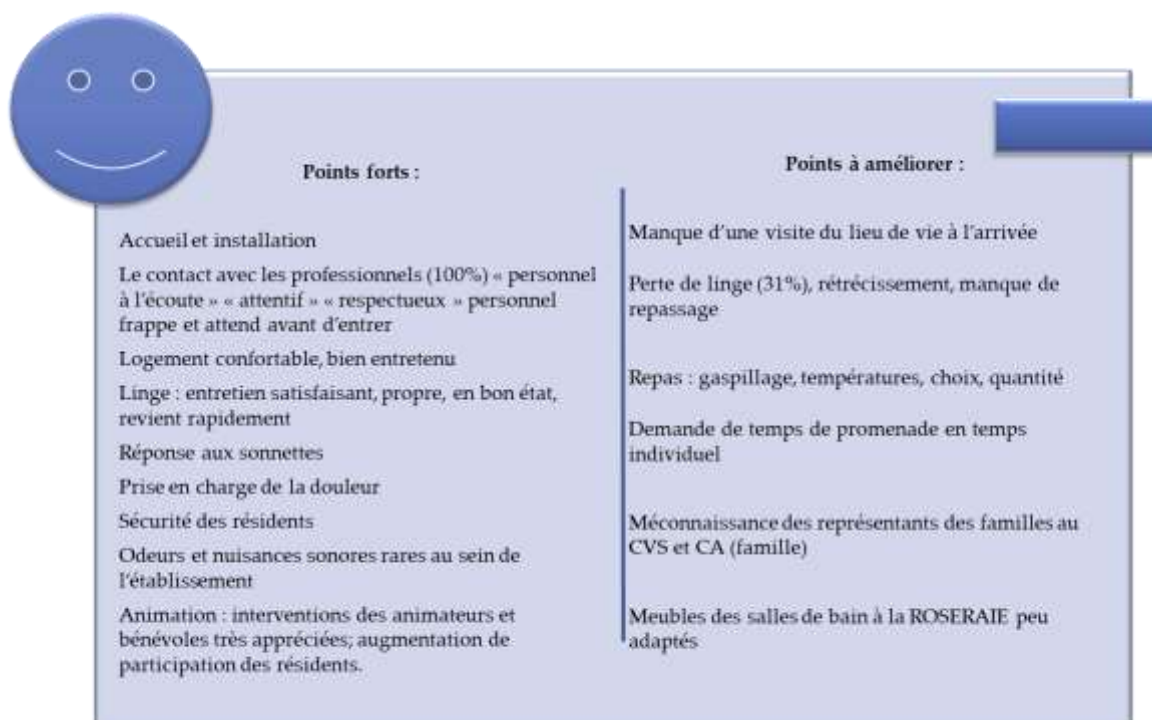 Points forts :
Accueil et installation
Le contact avec les professionnels (100%) « personnel
à l'écoute » « attentif » « respectueux » personnel
frappe et attend avant d'entrer
Logement confortable, bien entretenu
Linge : entretien satisfaisant, propre, en bon état,
revient rapidement
Réponse aux sonnettes
Prise en charge de la douleur
Sécurité des résidents
Odeurs et nuisances sonores rares au sein de
l'établissement
Animation : interventions des animateurs et
bénévoles très appréciées; augmentation de
participation des résidents.
Points à améliorer :
Manque d'une visite du lieu de vie à l'arrivée
Perte de linge (31%), rétrécissement, manque de
repassage
Repas : gaspillage, températures, choix, quantité
Demande de temps de promenade en temps
individuel
Méconnaissance des représentants des familles au
CVS et CA (famille)
Meubles des salles de bain à la ROSERAIE peu
adaptés